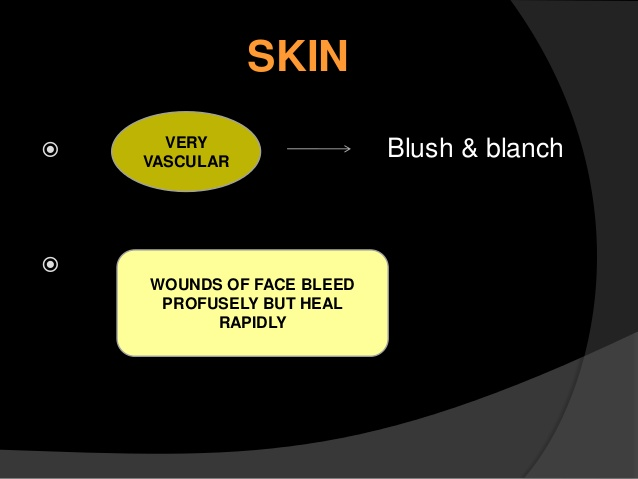 SKIN
VERY
VASCULAR
Blush & blanch
WOUNDS OF FACE BLEED
PROFUSELY BUT HEAL
RAPIDLY